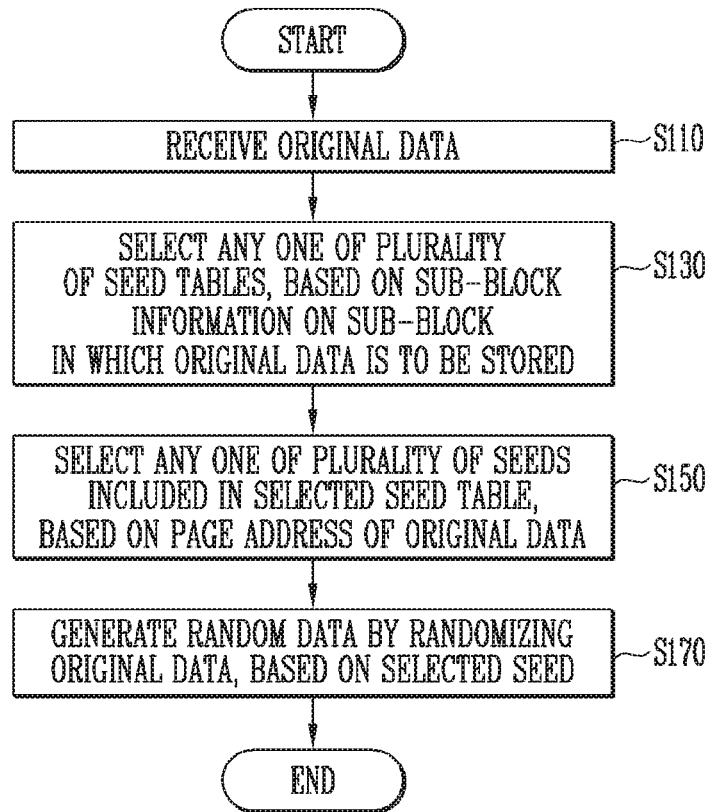 START
RECEIVE ORIGINAL DATA
S110
SELECT ANY ONE OF PLURALITY
OF SEED TABLES, BASED ON SUB-BLOCK
INFORMATION ON SUB-BLOCK
IN WHICH ORIGINAL DATA IS TO BE STORED
S130
SELECT ANY ONE OF PLURALITY OF SEEDS
INCLUDED IN SELECTED SEED TABLE,
BASED ON PAGE ADDRESS OF ORIGINAL DATA
S150
GENERATE RANDOM DATA BY RANDOMIZING
ORIGINAL DATA, BASED ON SELECTED SEED
S170
END